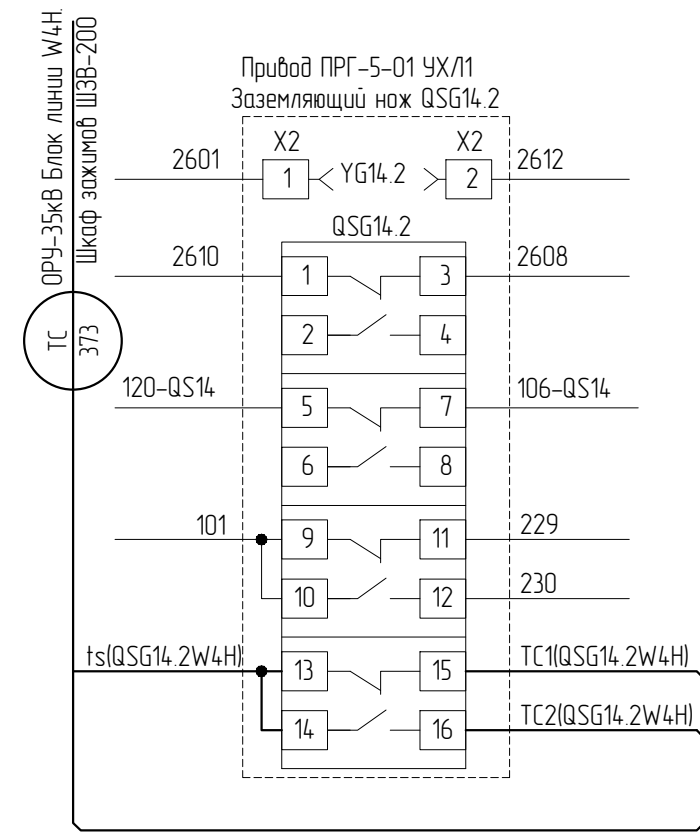 ОРУ-35кВ Блок линии W4H.
Шкаф зажимов ШЗВ-200
Привод ПРГ-5-01 УХЛ1
Заземляющий нож QSG14.2
X2 X2
2601 1 YG14.2 2 2612
QSG14.2
2610 1 3 2608
2 4
ТС
373
120-QS14 5 7 106-QS14
6 8
101 9 11 229
10 12 230
ts(QSG14.2W4H) 13 15 ТС1(QSG14.2W4H)
14 16 ТС2(QSG14.2W4H)